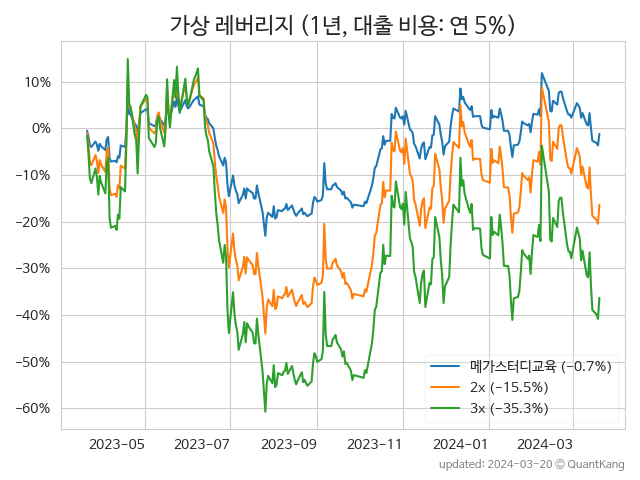 가상 레버리지 (1년, 대출 비용: 연 5%)
10%
0%
−10%
−20%
−30%
−40%
−50%
−60%
메가스터디교육 (−0.7%)
2x (−15.5%)
3x (−35.3%)
2023-05 2023-07 2023-09 2023-11 2024-01 2024-03
updated: 2024-03-20 © QuantKang